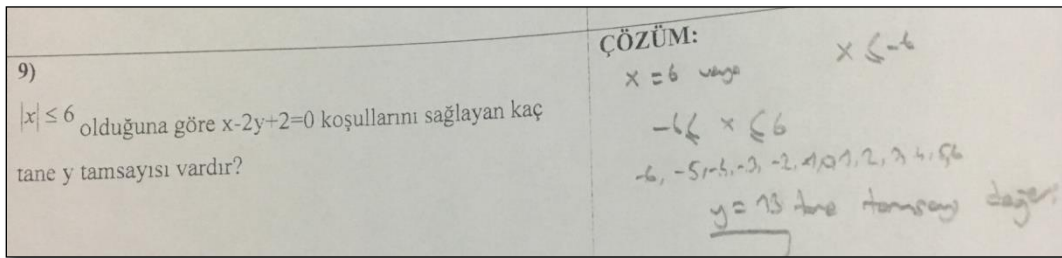 9)
|x| ≤ 6 olduğuna göre x-2y+2=0 koşullarını sağlayan kaç
tane y tamsayısı vardır?
ÇÖZÜM:
x = 6 veya x ≤ -6
-6 ≤ x ≤ 6
-6, -5, -4, -3, -2, -1, 0, 1, 2, 3, 4, 5, 6
y = 13 tane tamsayı değer